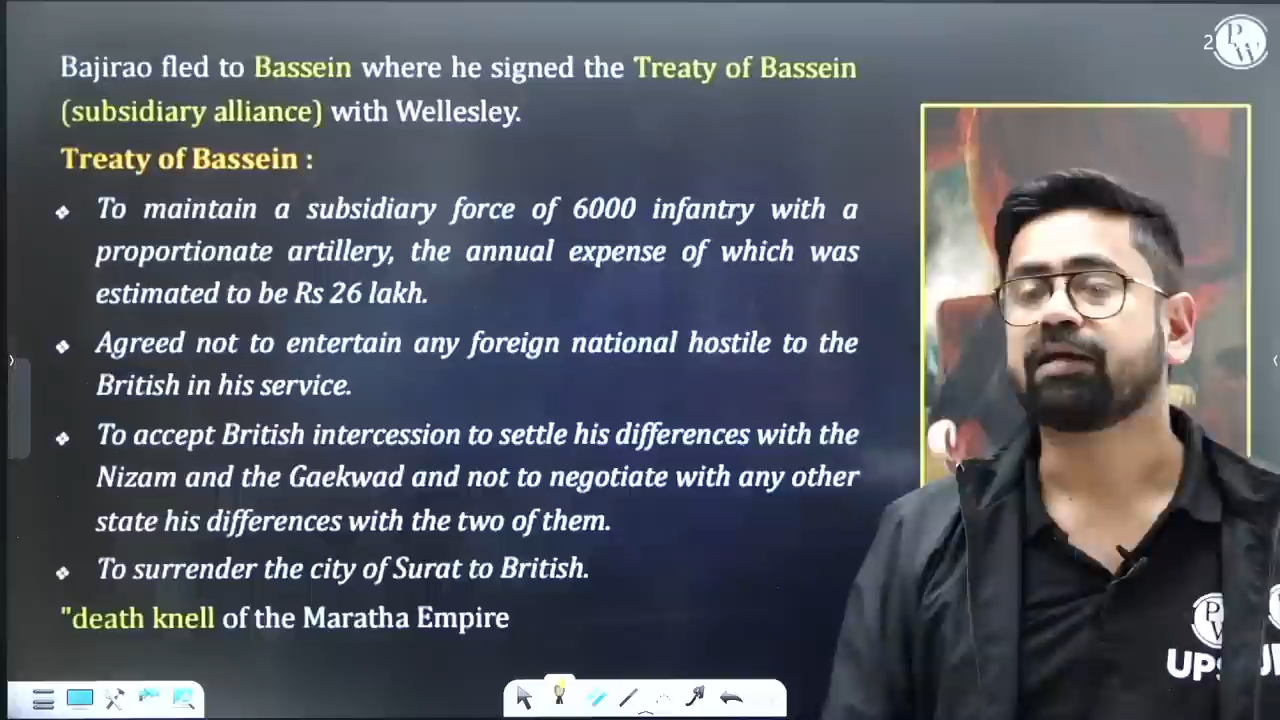 Bajirao fled to Bassein where he signed the Treaty of Bassein
(subsidiary alliance) with Wellesley.
Treaty of Bassein :
To maintain a subsidiary force of 6000 infantry with a
proportionate artillery, the annual expense of which was
estimated to be Rs 26 lakh.
Agreed not to entertain any foreign national hostile to the
British in his service.
To accept British intercession to settle his differences with the
Nizam and the Gaekwad and not to negotiate with any other
state his differences with the two of them.
To surrender the city of Surat to British.
"death knell of the Maratha Empire
2
PW
PW
UPS